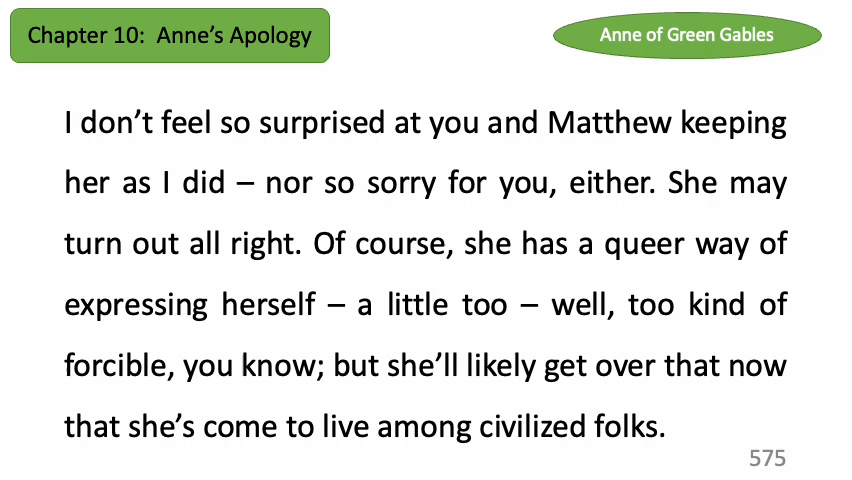 Chapter 10:  Anne’s Apology
Anne of Green Gables
I don’t feel so surprised at you and Matthew keeping
her as I did – nor so sorry for you, either. She may
turn out all right. Of course, she has a queer way of
expressing herself – a little too – well, too kind of
forcible, you know; but she’ll likely get over that now
that she’s come to live among civilized folks.
575